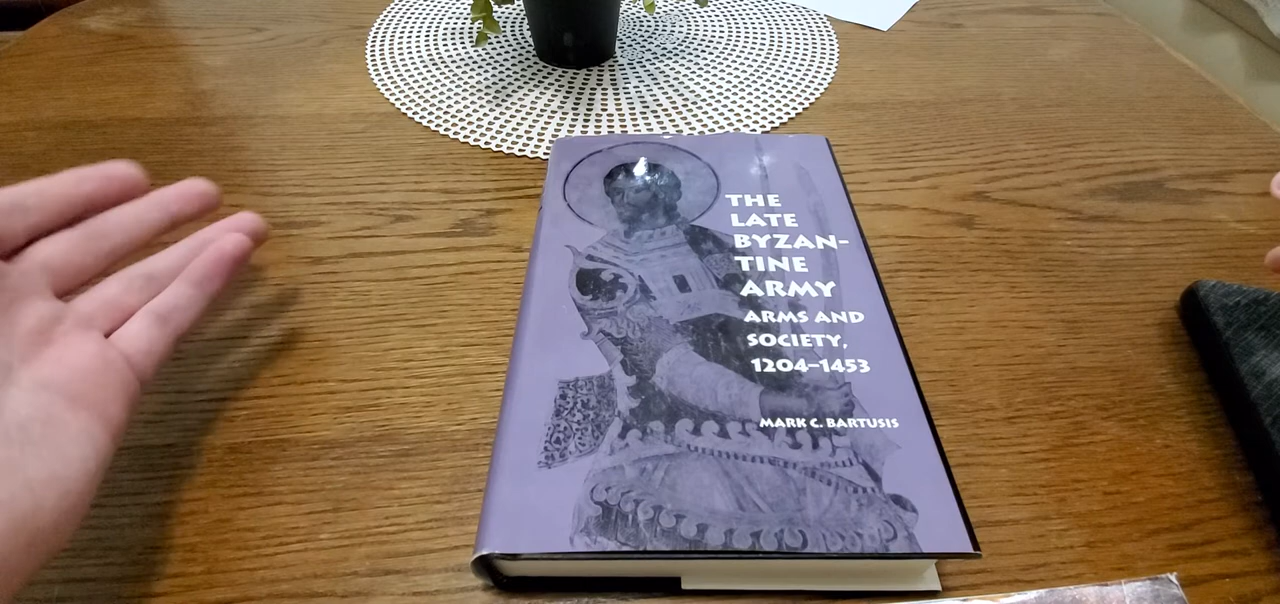 THE
LATE
BYZAN-
TINE
ARMY
ARMS AND
SOCIETY,
1204–1453
MARK C. BARTUSIS